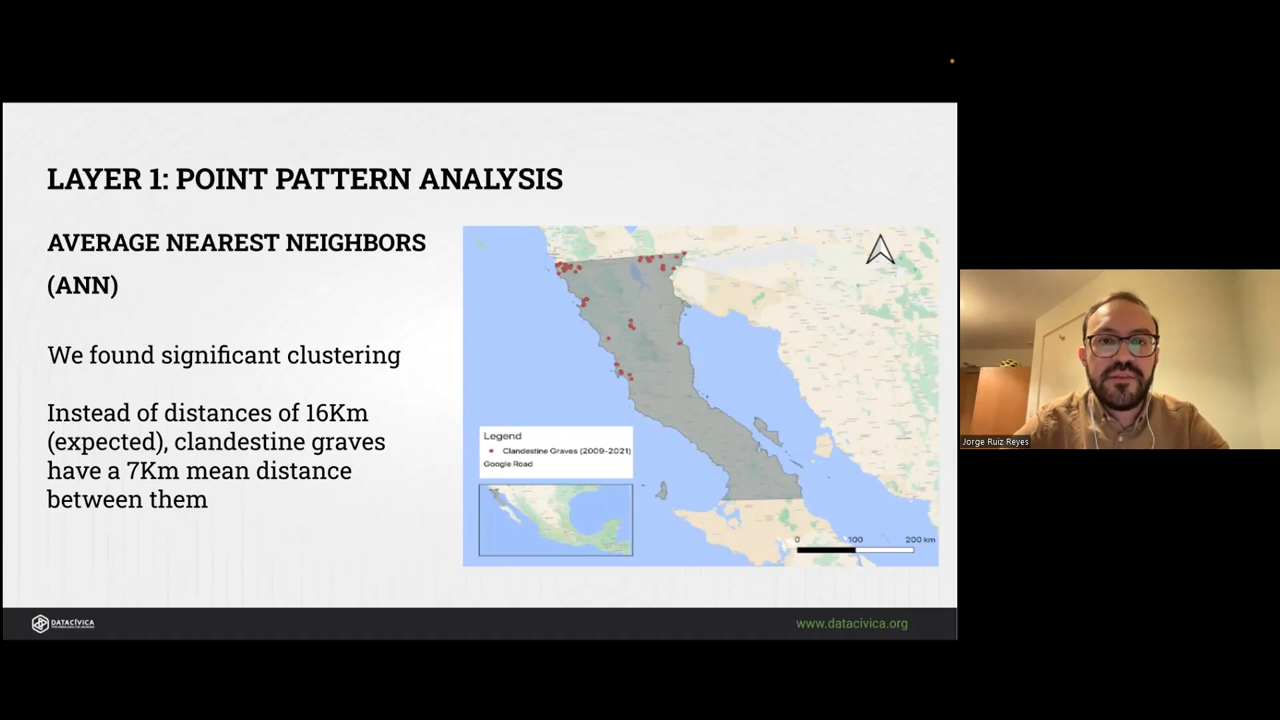 LAYER 1: POINT PATTERN ANALYSIS
AVERAGE NEAREST NEIGHBORS
(ANN)
We found significant clustering
Instead of distances of 16Km
(expected), clandestine graves
have a 7Km mean distance
between them
Legend
Clandestine Graves (2009-2021)
Google Road
0 100 200 km
DATACÍVICA
www.datacivica.org
Jorge Ruiz Reyes